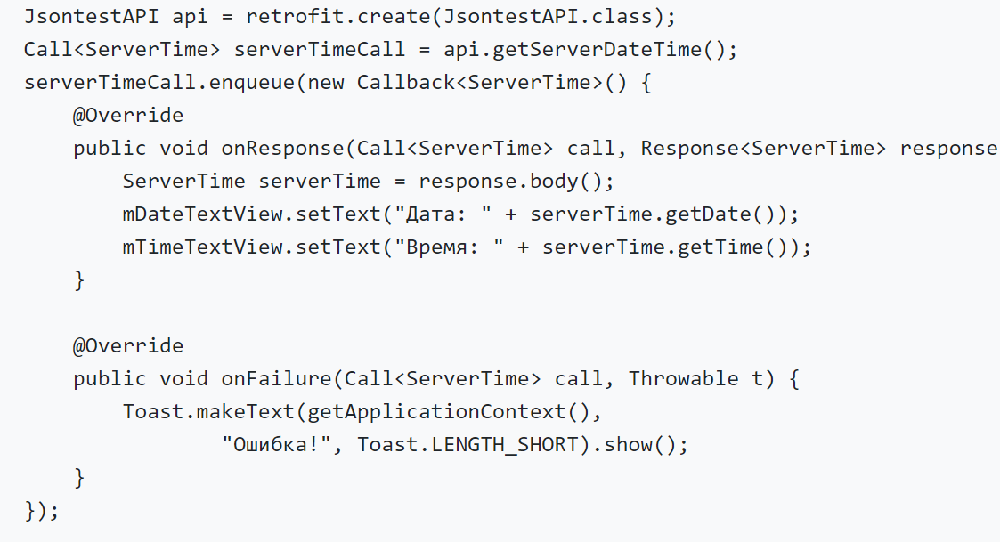 JsontestAPI api = retrofit.create(JsontestAPI.class);
Call<ServerTime> serverTimeCall = api.getServerDateTime();
serverTimeCall.enqueue(new Callback<ServerTime>() {
    @Override
    public void onResponse(Call<ServerTime> call, Response<ServerTime> response
        ServerTime serverTime = response.body();
        mDateTextView.setText("Дата: " + serverTime.getDate());
        mTimeTextView.setText("Время: " + serverTime.getTime());
    }

    @Override
    public void onFailure(Call<ServerTime> call, Throwable t) {
        Toast.makeText(getApplicationContext(),
                "Ошибка!", Toast.LENGTH_SHORT).show();
    }
});